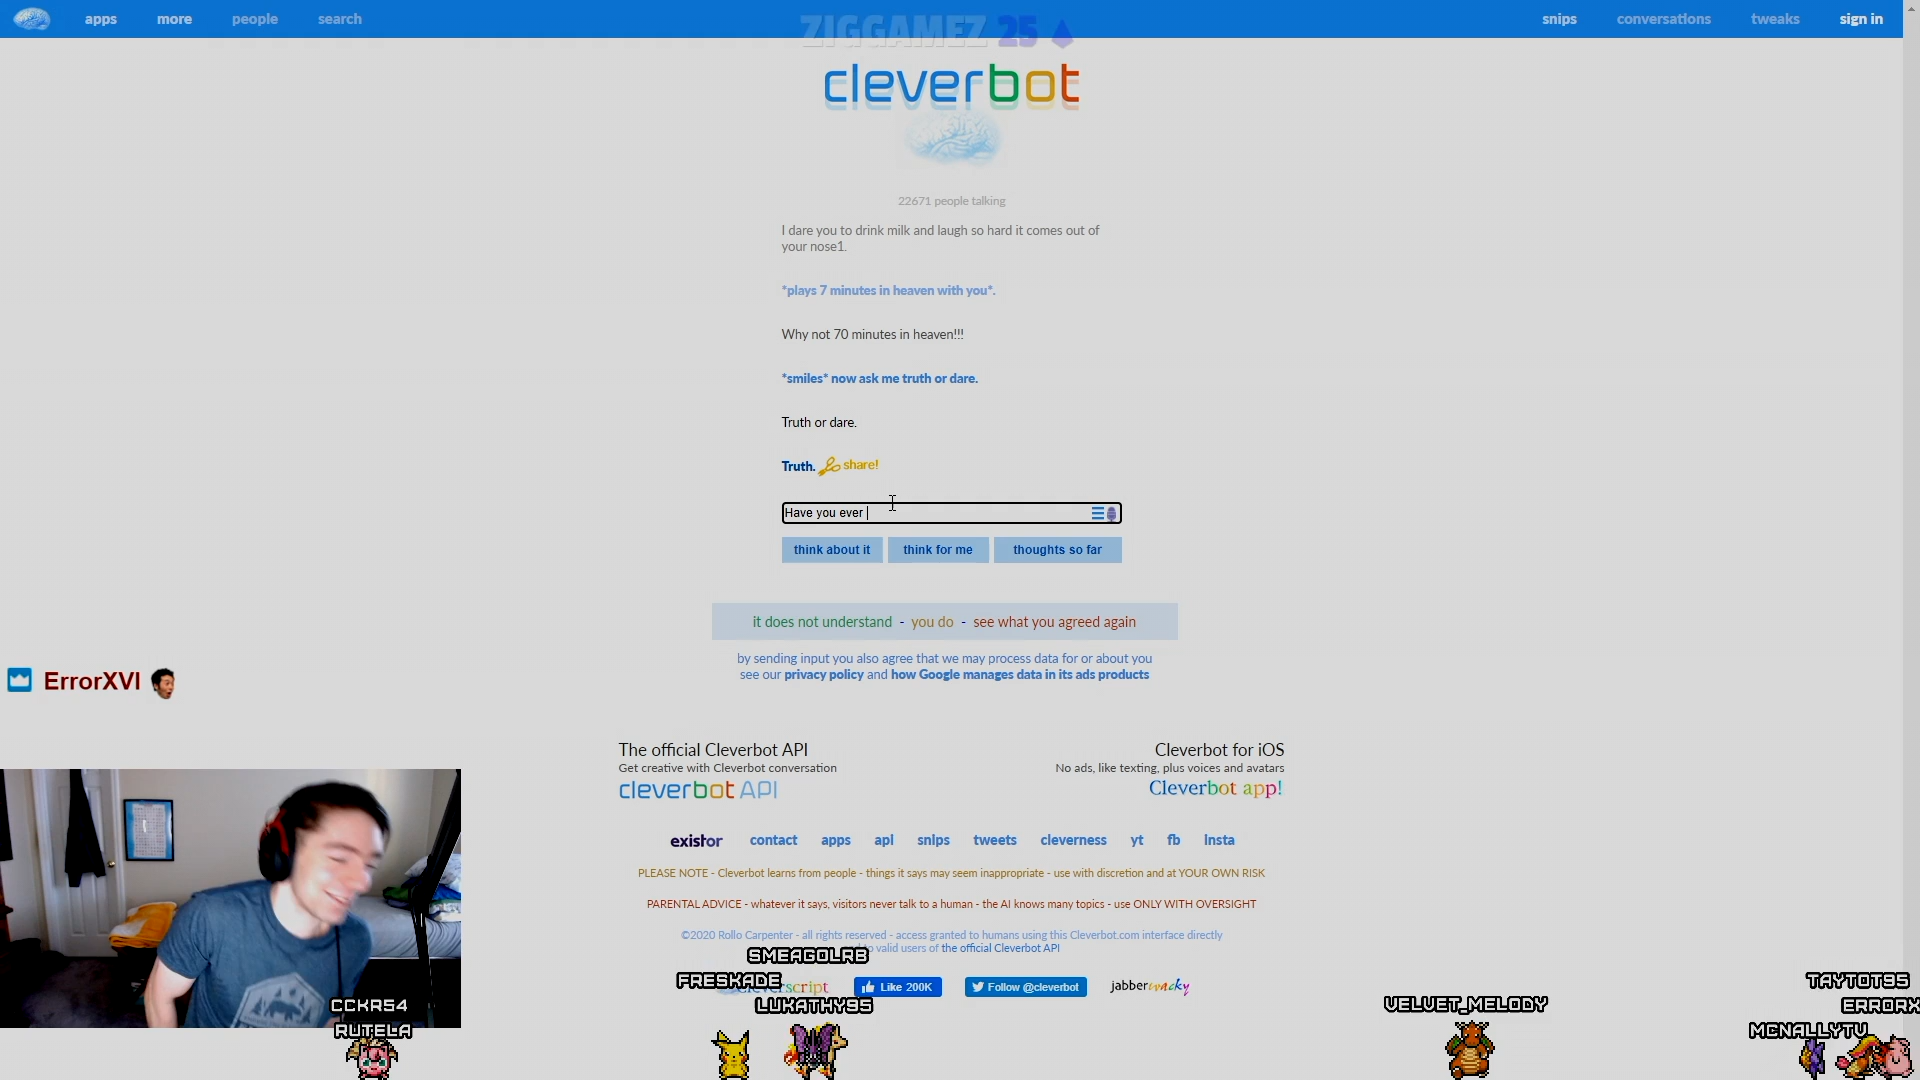 apps more people search snips conversations tweaks sign in
ZIGGAMEZ 25
cleverbot
22671 people talking
I dare you to drink milk and laugh so hard it comes out of
your nose1.
*plays 7 minutes in heaven with you*.
Why not 70 minutes in heaven!!!
*smiles* now ask me truth or dare.
Truth or dare.
Truth. share!
Have you ever
think about it think for me thoughts so far
it does not understand - you do - see what you agreed again
by sending input you also agree that we may process data for or about you
see our privacy policy and how Google manages data in its ads products
ErrorXVI
The official Cleverbot API
Get creative with Cleverbot conversation
cleverbot API
Cleverbot for iOS
No ads, like texting, plus voices and avatars
Cleverbot app!
existor contact apps api snips tweets cleverness yt fb insta
PLEASE NOTE - Cleverbot learns from people - things it says may seem inappropriate - use with discretion and at YOUR OWN RISK
PARENTAL ADVICE - whatever it says, visitors never talk to a human - the AI knows many topics - use ONLY WITH OVERSIGHT
©2020 Rollo Carpenter - all rights reserved - access granted to humans using this Cleverbot.com interface directly
to valid users of the official Cleverbot API
SMEAGOLRB
FRESKADE
Like 200K Follow @cleverbot jabberwacky
LUKATHY95
CCKR54
RUTELA
VELVET_MELODY
TAYTOT95
ERRORX
MCNALLYTV_